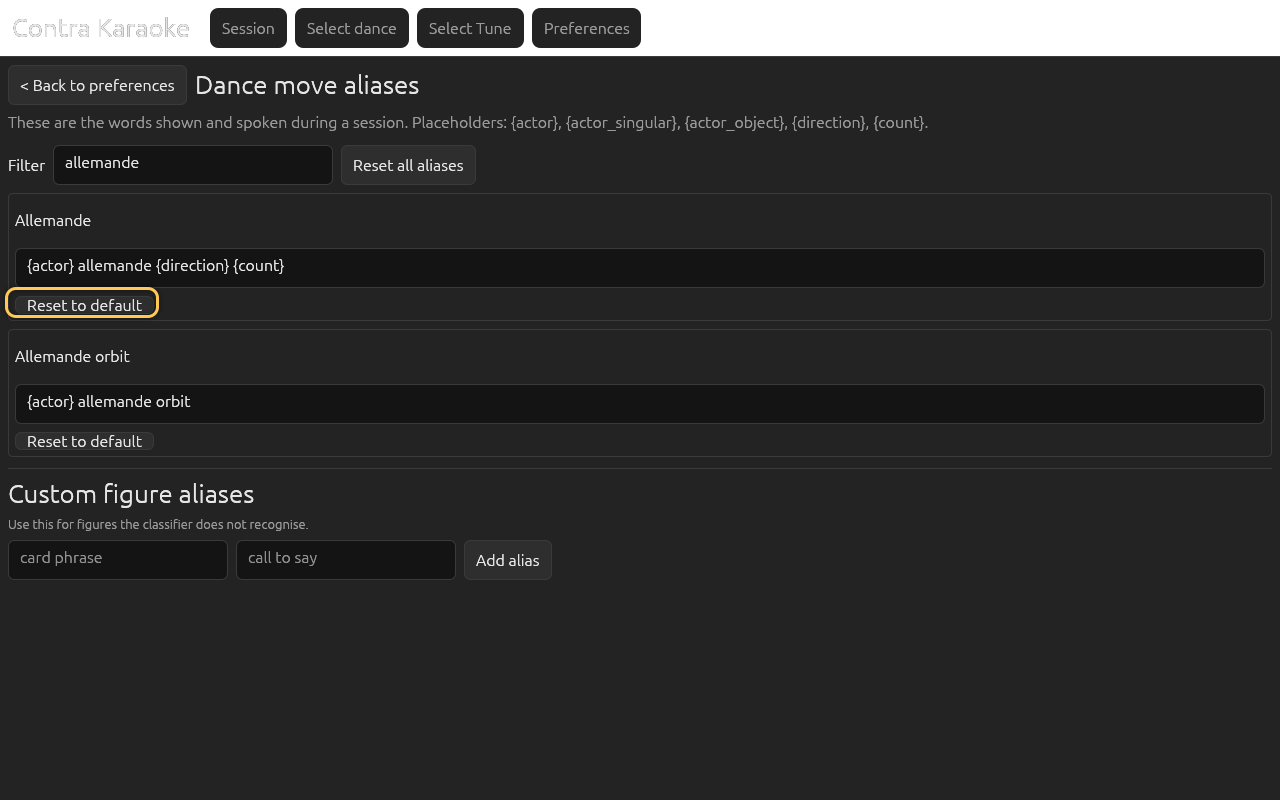 Contra Karaoke Session Select dance Select Tune Preferences
< Back to preferences Dance move aliases
These are the words shown and spoken during a session. Placeholders: {actor}, {actor_singular}, {actor_object}, {direction}, {count}.
Filter allemande Reset all aliases
Allemande
{actor} allemande {direction} {count}
Reset to default
Allemande orbit
{actor} allemande orbit
Reset to default
Custom figure aliases
Use this for figures the classifier does not recognise.
card phrase call to say Add alias